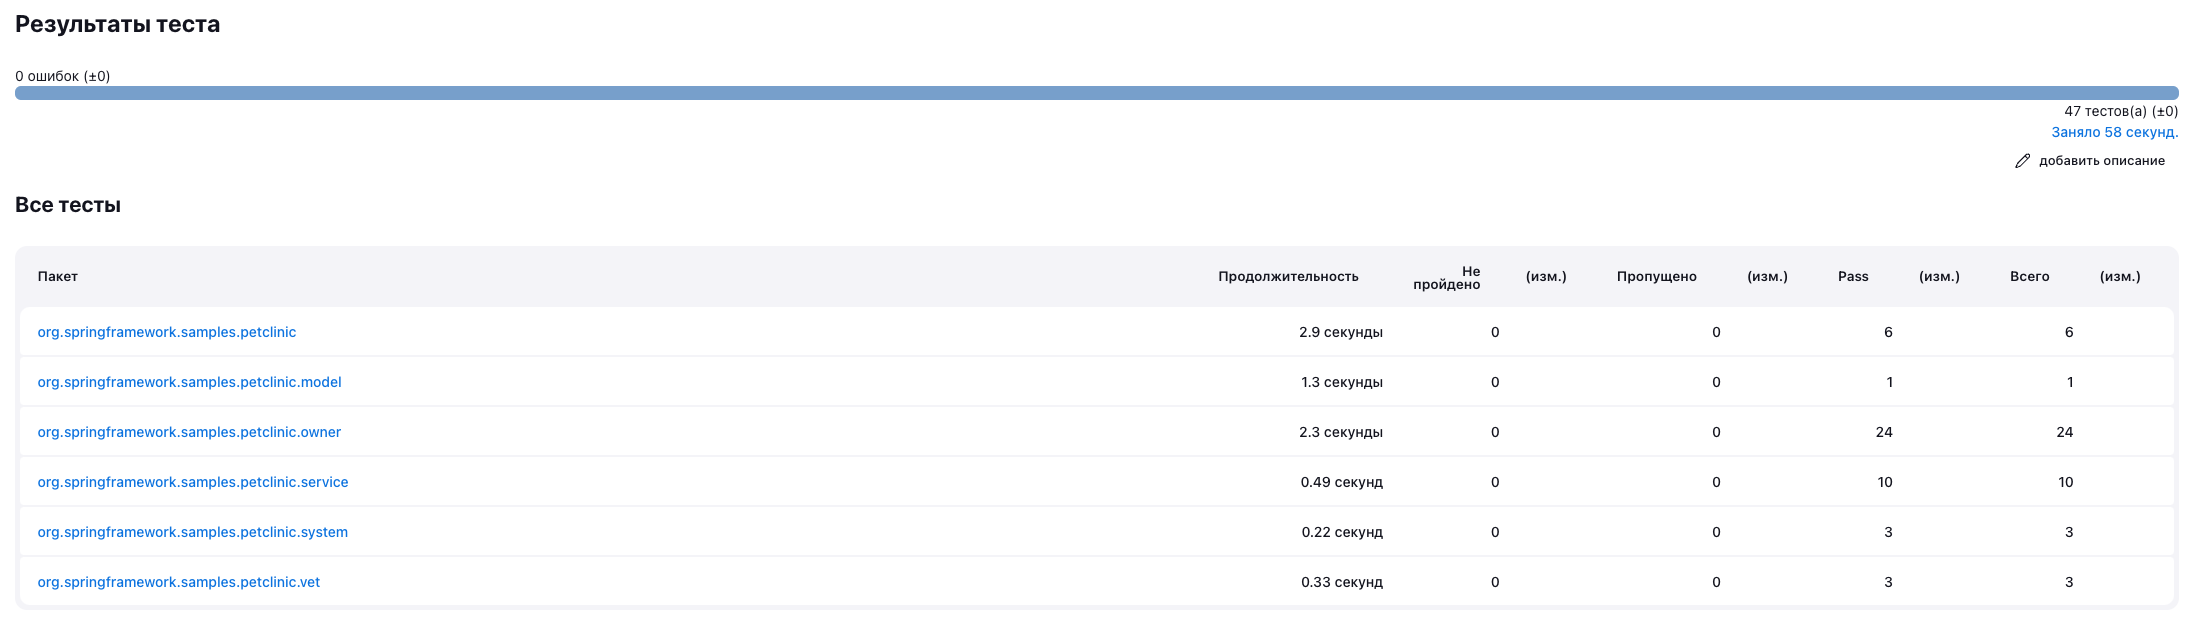 Результаты теста
0 ошибок (±0)
47 тестов(а) (±0)
Заняло 58 секунд.
добавить описание
Все тесты
Пакет Продолжительность Не пройдено (изм.) Пропущено (изм.) Pass (изм.) Всего (изм.)
org.springframework.samples.petclinic 2.9 секунды 0 0 6 6
org.springframework.samples.petclinic.model 1.3 секунды 0 0 1 1
org.springframework.samples.petclinic.owner 2.3 секунды 0 0 24 24
org.springframework.samples.petclinic.service 0.49 секунд 0 0 10 10
org.springframework.samples.petclinic.system 0.22 секунд 0 0 3 3
org.springframework.samples.petclinic.vet 0.33 секунд 0 0 3 3